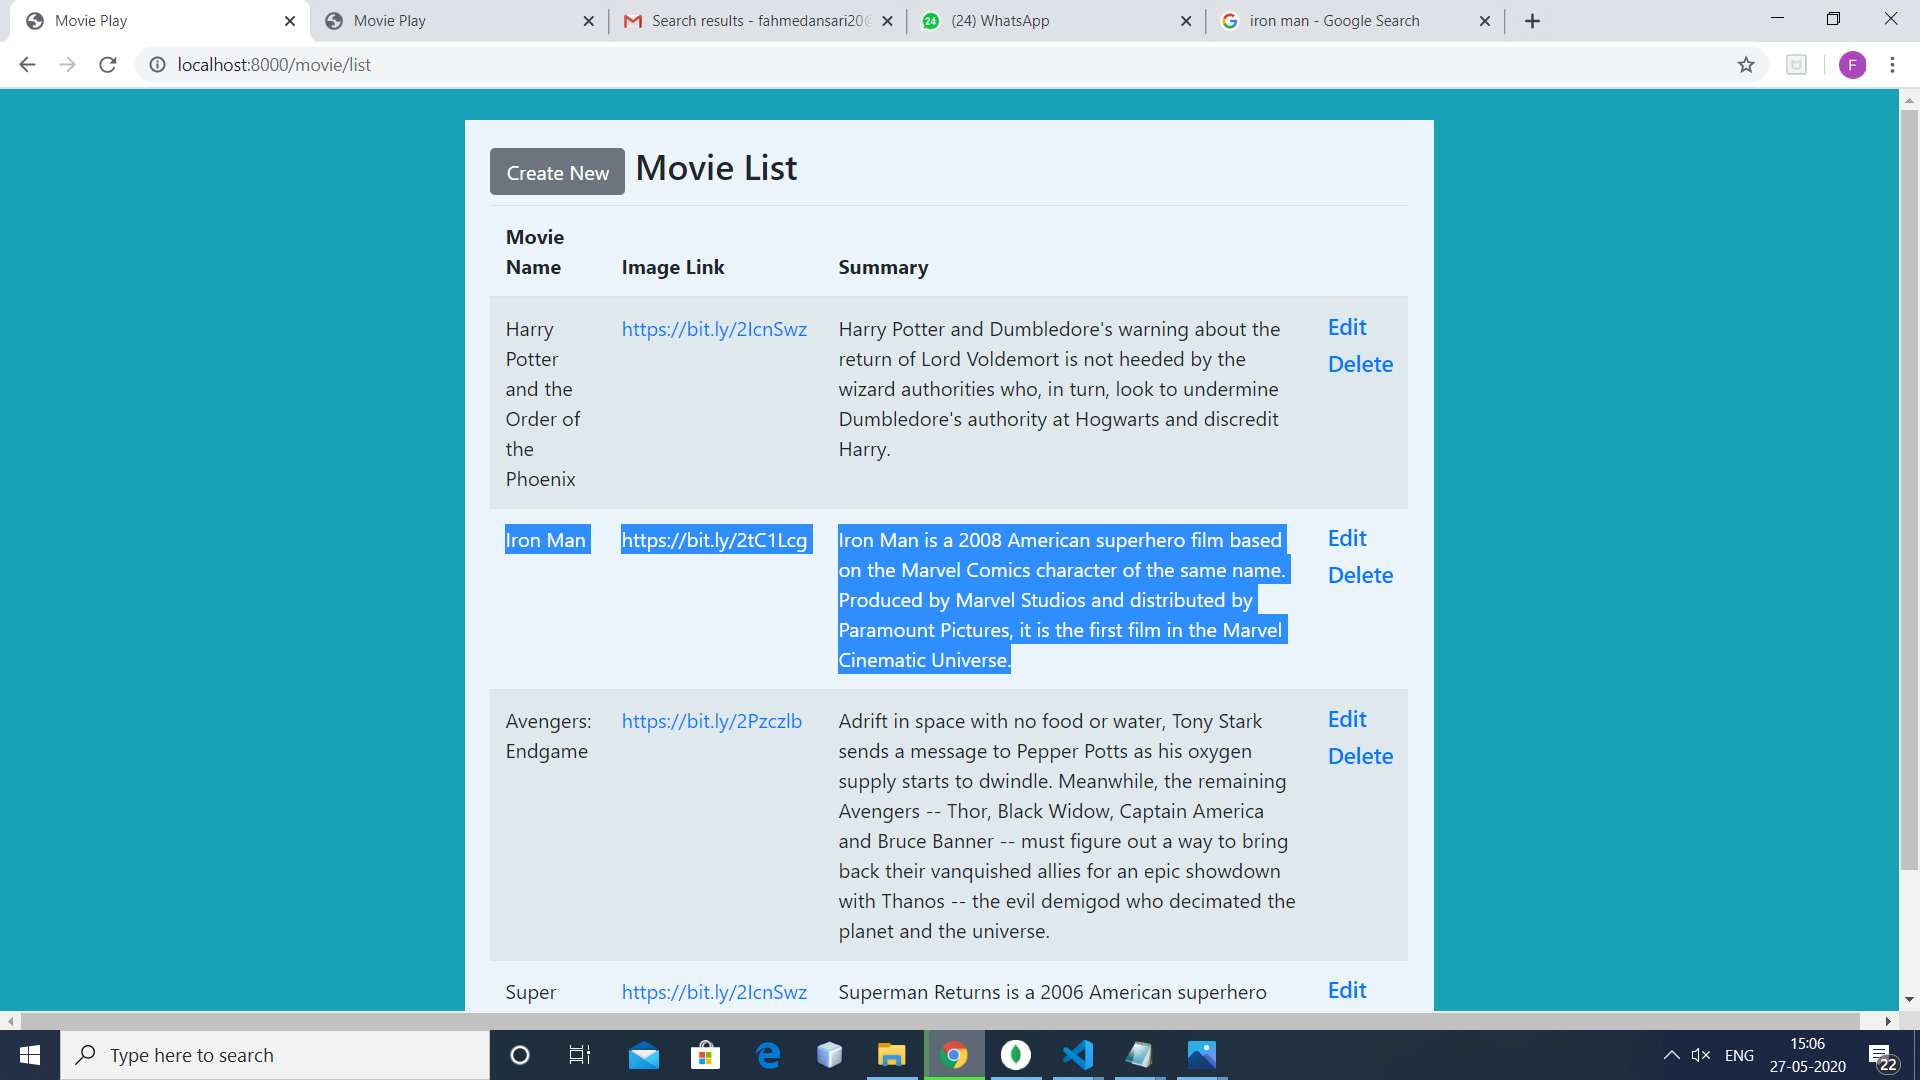 Movie Play
Movie Play
Search results - fahmedansari20
(24) WhatsApp
iron man - Google Search
localhost:8000/movie/list
F
Create New Movie List
Movie
Name Image Link Summary
Harry https://bit.ly/2IcnSwz Harry Potter and Dumbledore's warning about the Edit
Potter return of Lord Voldemort is not heeded by the Delete
and the wizard authorities who, in turn, look to undermine
Order of Dumbledore's authority at Hogwarts and discredit
the Harry.
Phoenix
Iron Man https://bit.ly/2tC1Lcg Iron Man is a 2008 American superhero film based Edit
on the Marvel Comics character of the same name. Delete
Produced by Marvel Studios and distributed by
Paramount Pictures, it is the first film in the Marvel
Cinematic Universe.
Avengers: https://bit.ly/2Pzczlb Adrift in space with no food or water, Tony Stark Edit
Endgame sends a message to Pepper Potts as his oxygen Delete
supply starts to dwindle. Meanwhile, the remaining
Avengers -- Thor, Black Widow, Captain America
and Bruce Banner -- must figure out a way to bring
back their vanquished allies for an epic showdown
with Thanos -- the evil demigod who decimated the
planet and the universe.
Super https://bit.ly/2IcnSwz Superman Returns is a 2006 American superhero Edit
Type here to search
ENG
15:06
27-05-2020
22